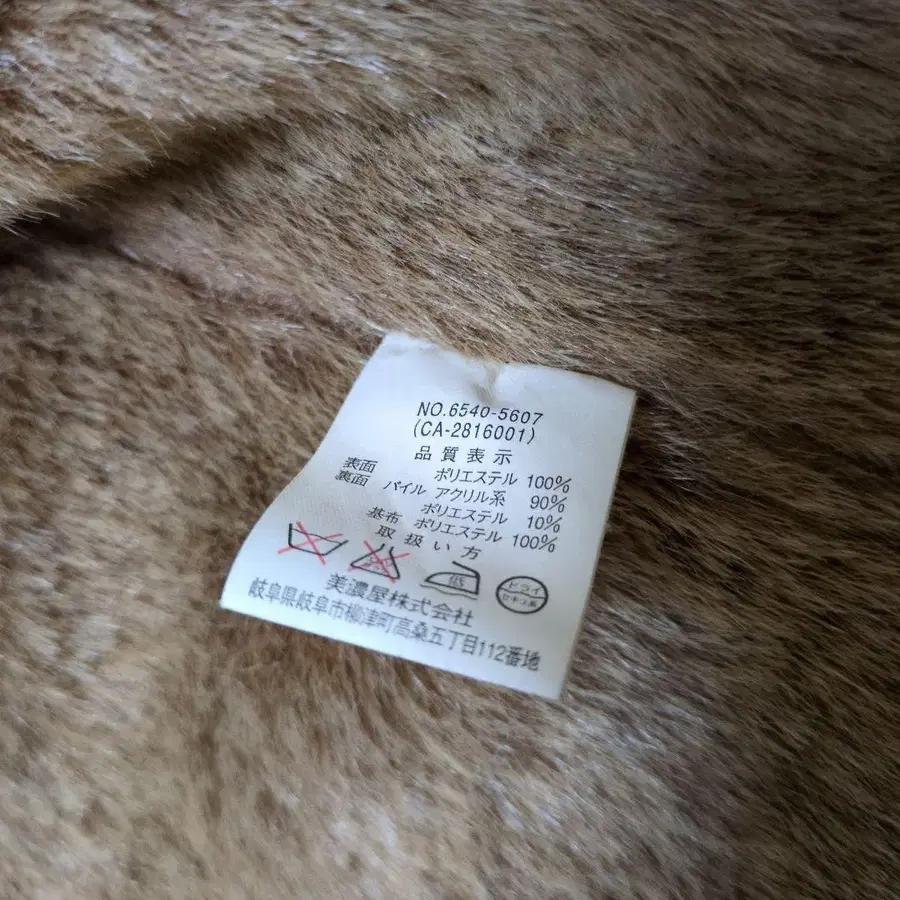 NO.6540-5607
(CA-2816001)
品質表示
表面 ポリエステル 100%
裏面 パイル アクリル系 90%
ポリエステル 10%
基布 ポリエステル 100%
取扱い方
低 ドライ
セキユ系
美濃屋株式会社
岐阜県岐阜市柳津町高桑五丁目112番地